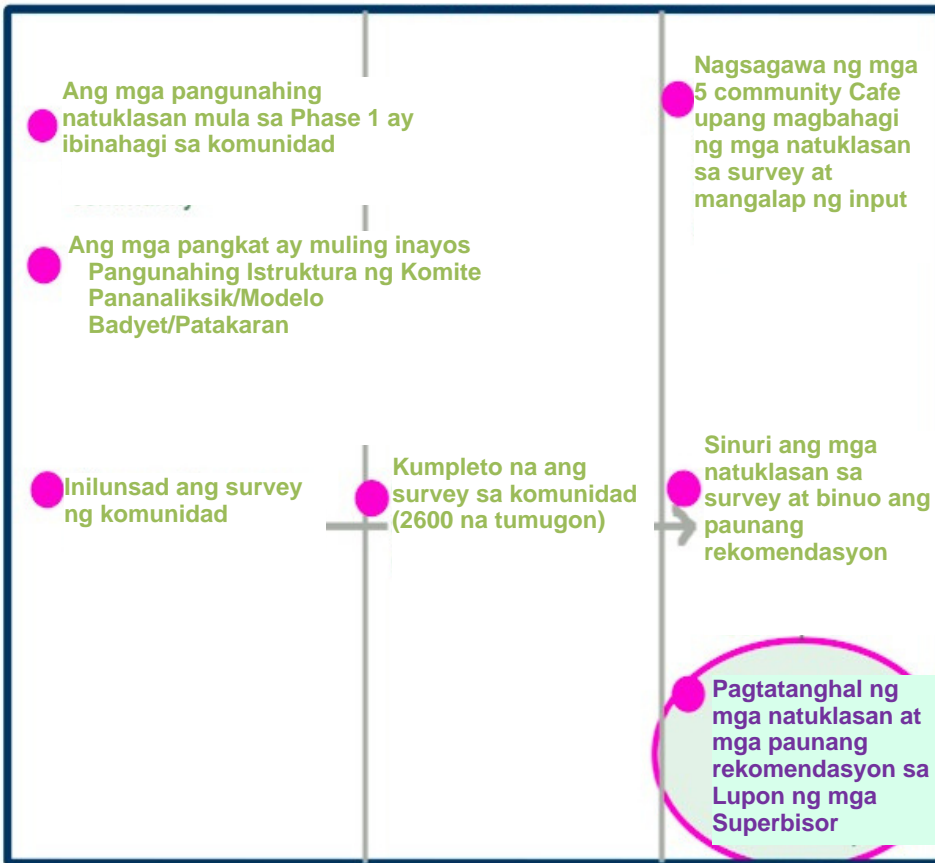 Ang mga pangunahing
natuklasan mula sa Phase 1 ay
ibinahagi sa komunidad
Ang mga pangkat ay muling inayos
Pangunahing Istruktura ng Komite
Pananaliksik/Modelo
Badyet/Patakaran
Inilunsad ang survey
ng komunidad
Kumpleto na ang
survey sa komunidad
(2600 na tumugon)
Nagsagawa ng mga
5 community Cafe
upang magbahagi
ng mga natuklasan
sa survey at
mangalap ng input
Sinuri ang mga
natuklasan sa
survey at binuo ang
paunang
rekomendasyon
Pagtatanghal ng
mga natuklasan at
mga paunang
rekomendasyon sa
Lupon ng mga
Superbisor